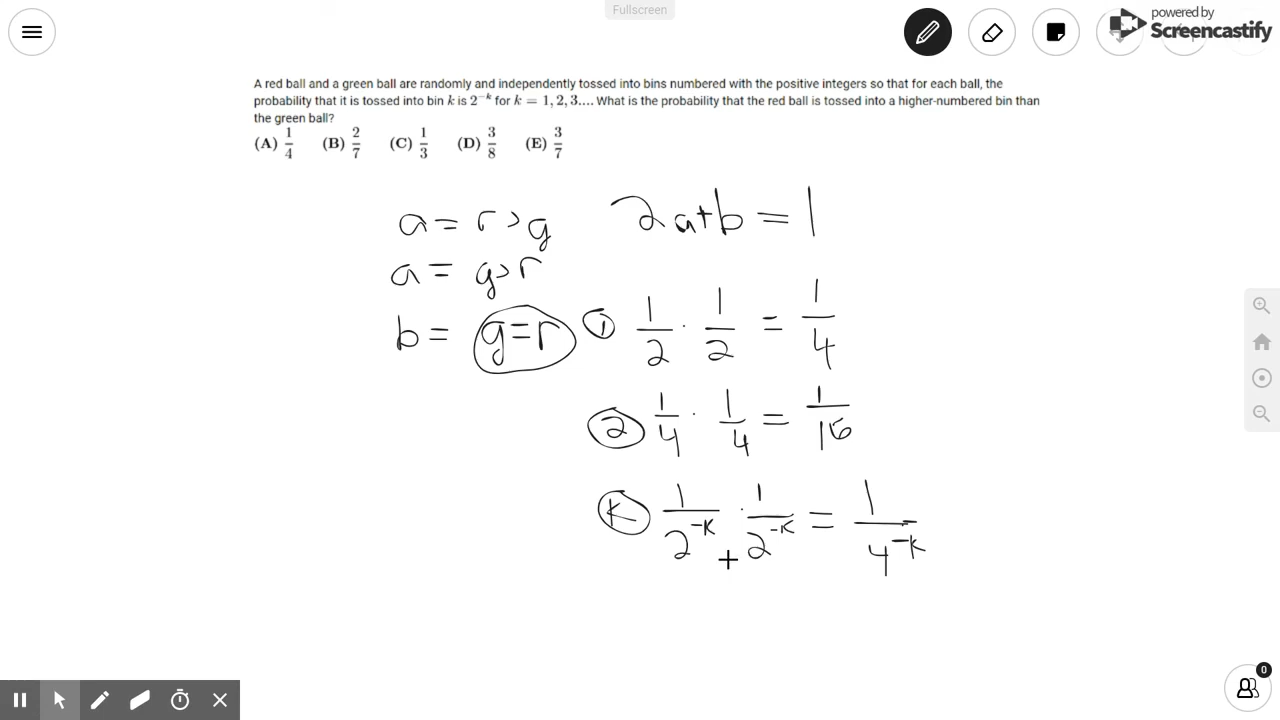 Fullscreen
powered by
Screencastify
A red ball and a green ball are randomly and independently tossed into bins numbered with the positive integers so that for each ball, the
probability that it is tossed into bin k is 2^{-k} for k = 1, 2, 3.... What is the probability that the red ball is tossed into a higher-numbered bin than
the green ball?
(A) 1/4 (B) 2/7 (C) 1/3 (D) 3/8 (E) 3/7
a = r>g 2a+b=1
a = g>r
b = g=r ① 1/2 · 1/2 = 1/4
② 1/4 · 1/4 = 1/16
Ⓚ 1/2^{-k} · 1/2^{-k} = 1/4^{-k}
+
0